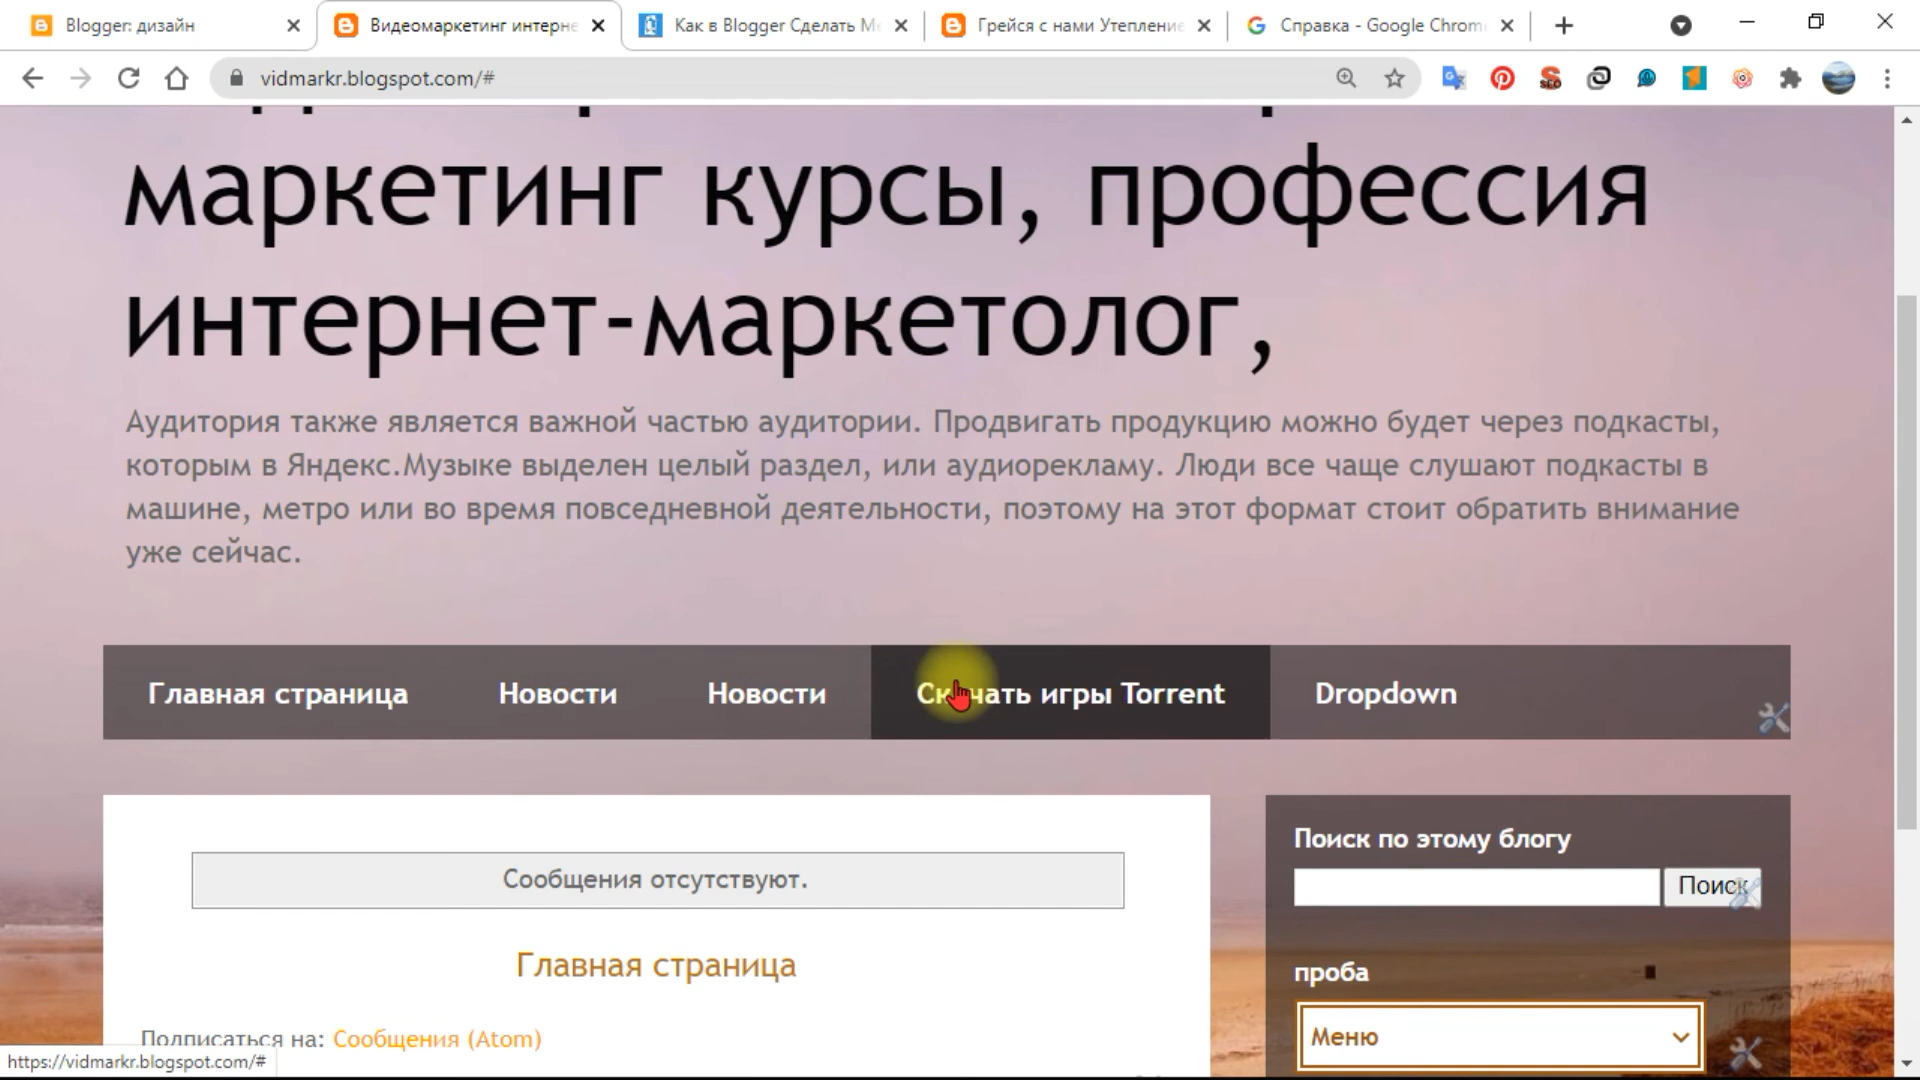 Blogger: дизайн
Видеомаркетинг интерне
Как в Blogger Сделать Ме
Грейся с нами Утепление
Справка - Google Chrom
vidmarkr.blogspot.com/#
SEO
маркетинг курсы, профессия
интернет-маркетолог,
Аудитория также является важной частью аудитории. Продвигать продукцию можно будет через подкасты,
которым в Яндекс.Музыке выделен целый раздел, или аудиорекламу. Люди все чаще слушают подкасты в
машине, метро или во время повседневной деятельности, поэтому на этот формат стоит обратить внимание
уже сейчас.
Главная страница
Новости
Новости
Скачать игры Torrent
Dropdown
Сообщения отсутствуют.
Поиск по этому блогу
Поиск
Главная страница
проба
Меню
Подписаться на: Сообщения (Atom)
https://vidmarkr.blogspot.com/#